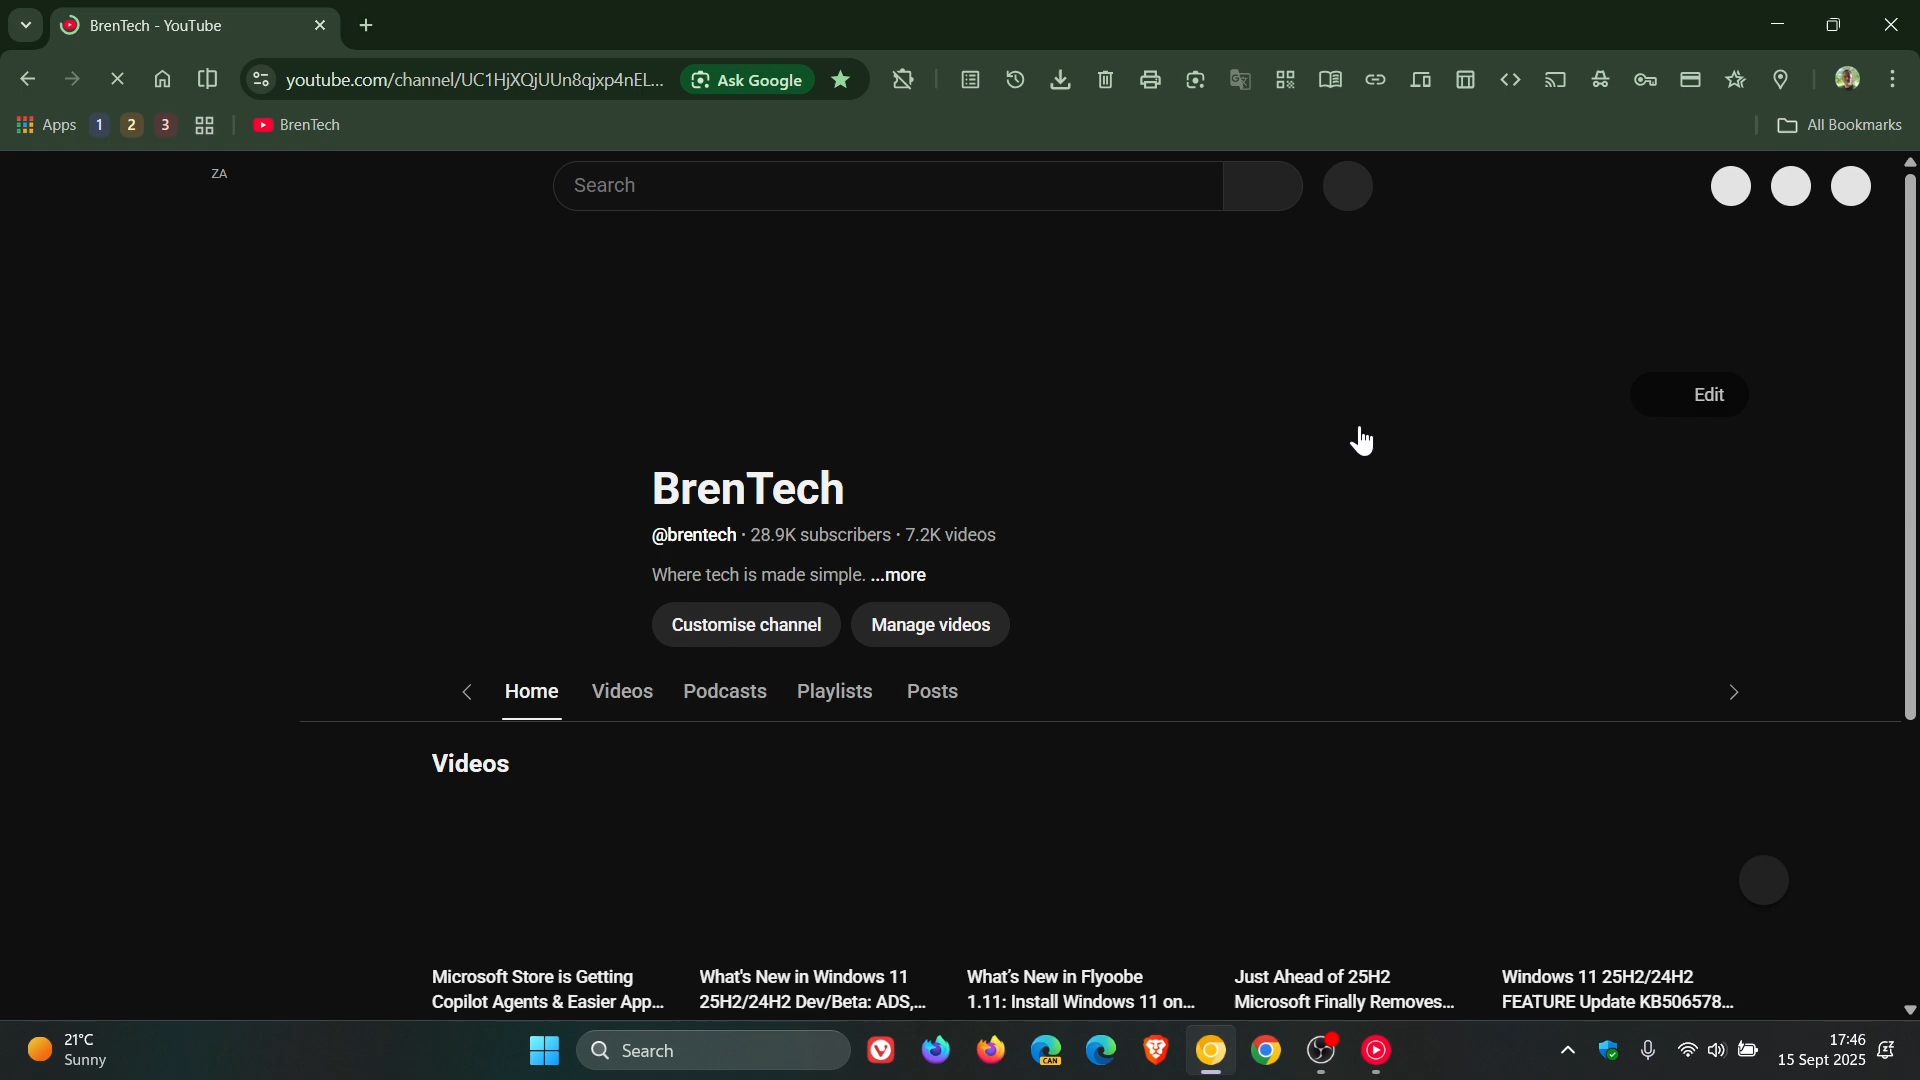 BrenTech - YouTube
youtube.com/channel/UC1HjXQjUUn8qjxp4nEL...
Ask Google
Apps
1
2
3
BrenTech
All Bookmarks
ZA
Search
Edit
BrenTech
@brentech · 28.9K subscribers · 7.2K videos
Where tech is made simple. ...more
Customise channel
Manage videos
Home
Videos
Podcasts
Playlists
Posts
Videos
Microsoft Store is Getting
Copilot Agents & Easier App...
What's New in Windows 11
25H2/24H2 Dev/Beta: ADS,...
What's New in Flyoobe
1.11: Install Windows 11 on...
Just Ahead of 25H2
Microsoft Finally Removes...
Windows 11 25H2/24H2
FEATURE Update KB506578...
21°C
Sunny
Search
CAN
17:46
15 Sept 2025